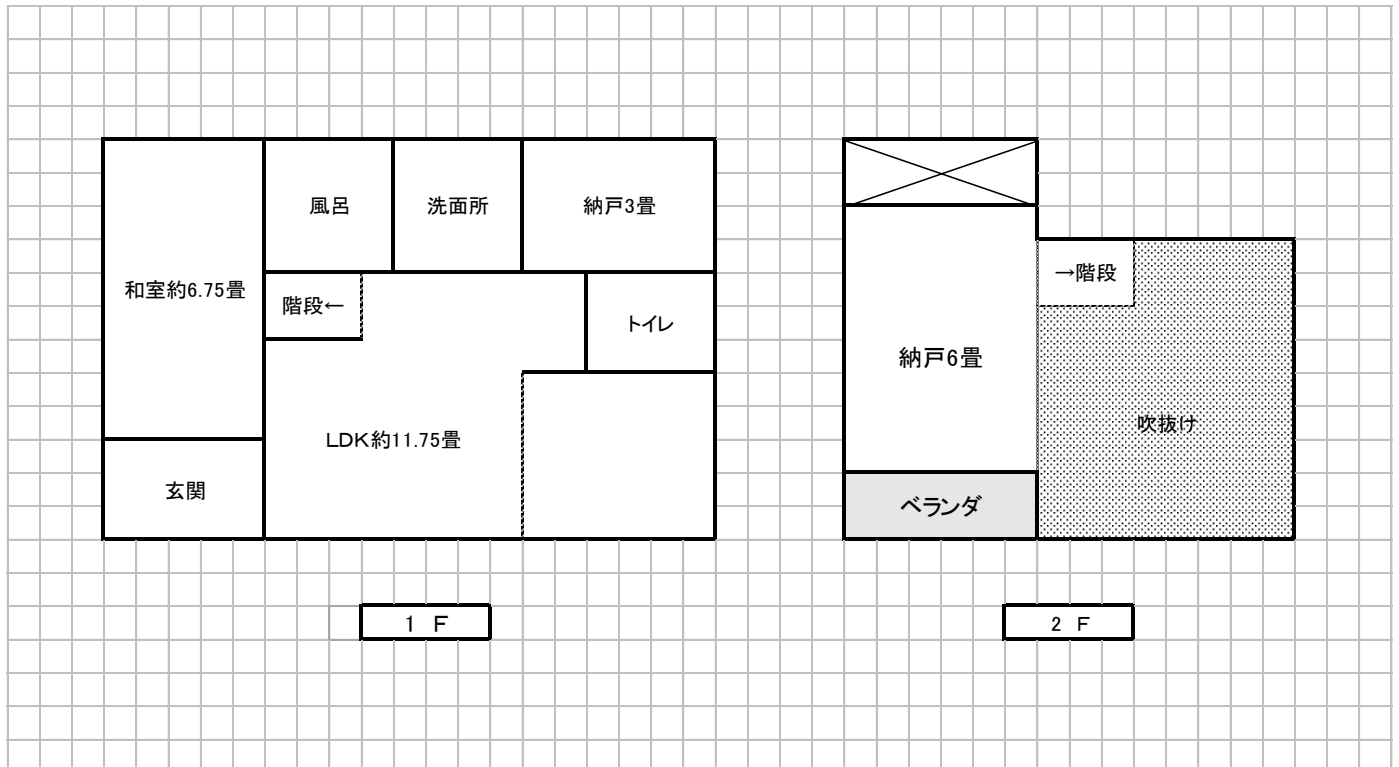 風呂
洗面所
納戸3畳
和室約6.75畳
階段←
トイレ
LDK約11.75畳
玄関
1 F
→階段
納戸6畳
吹抜け
ベランダ
2 F